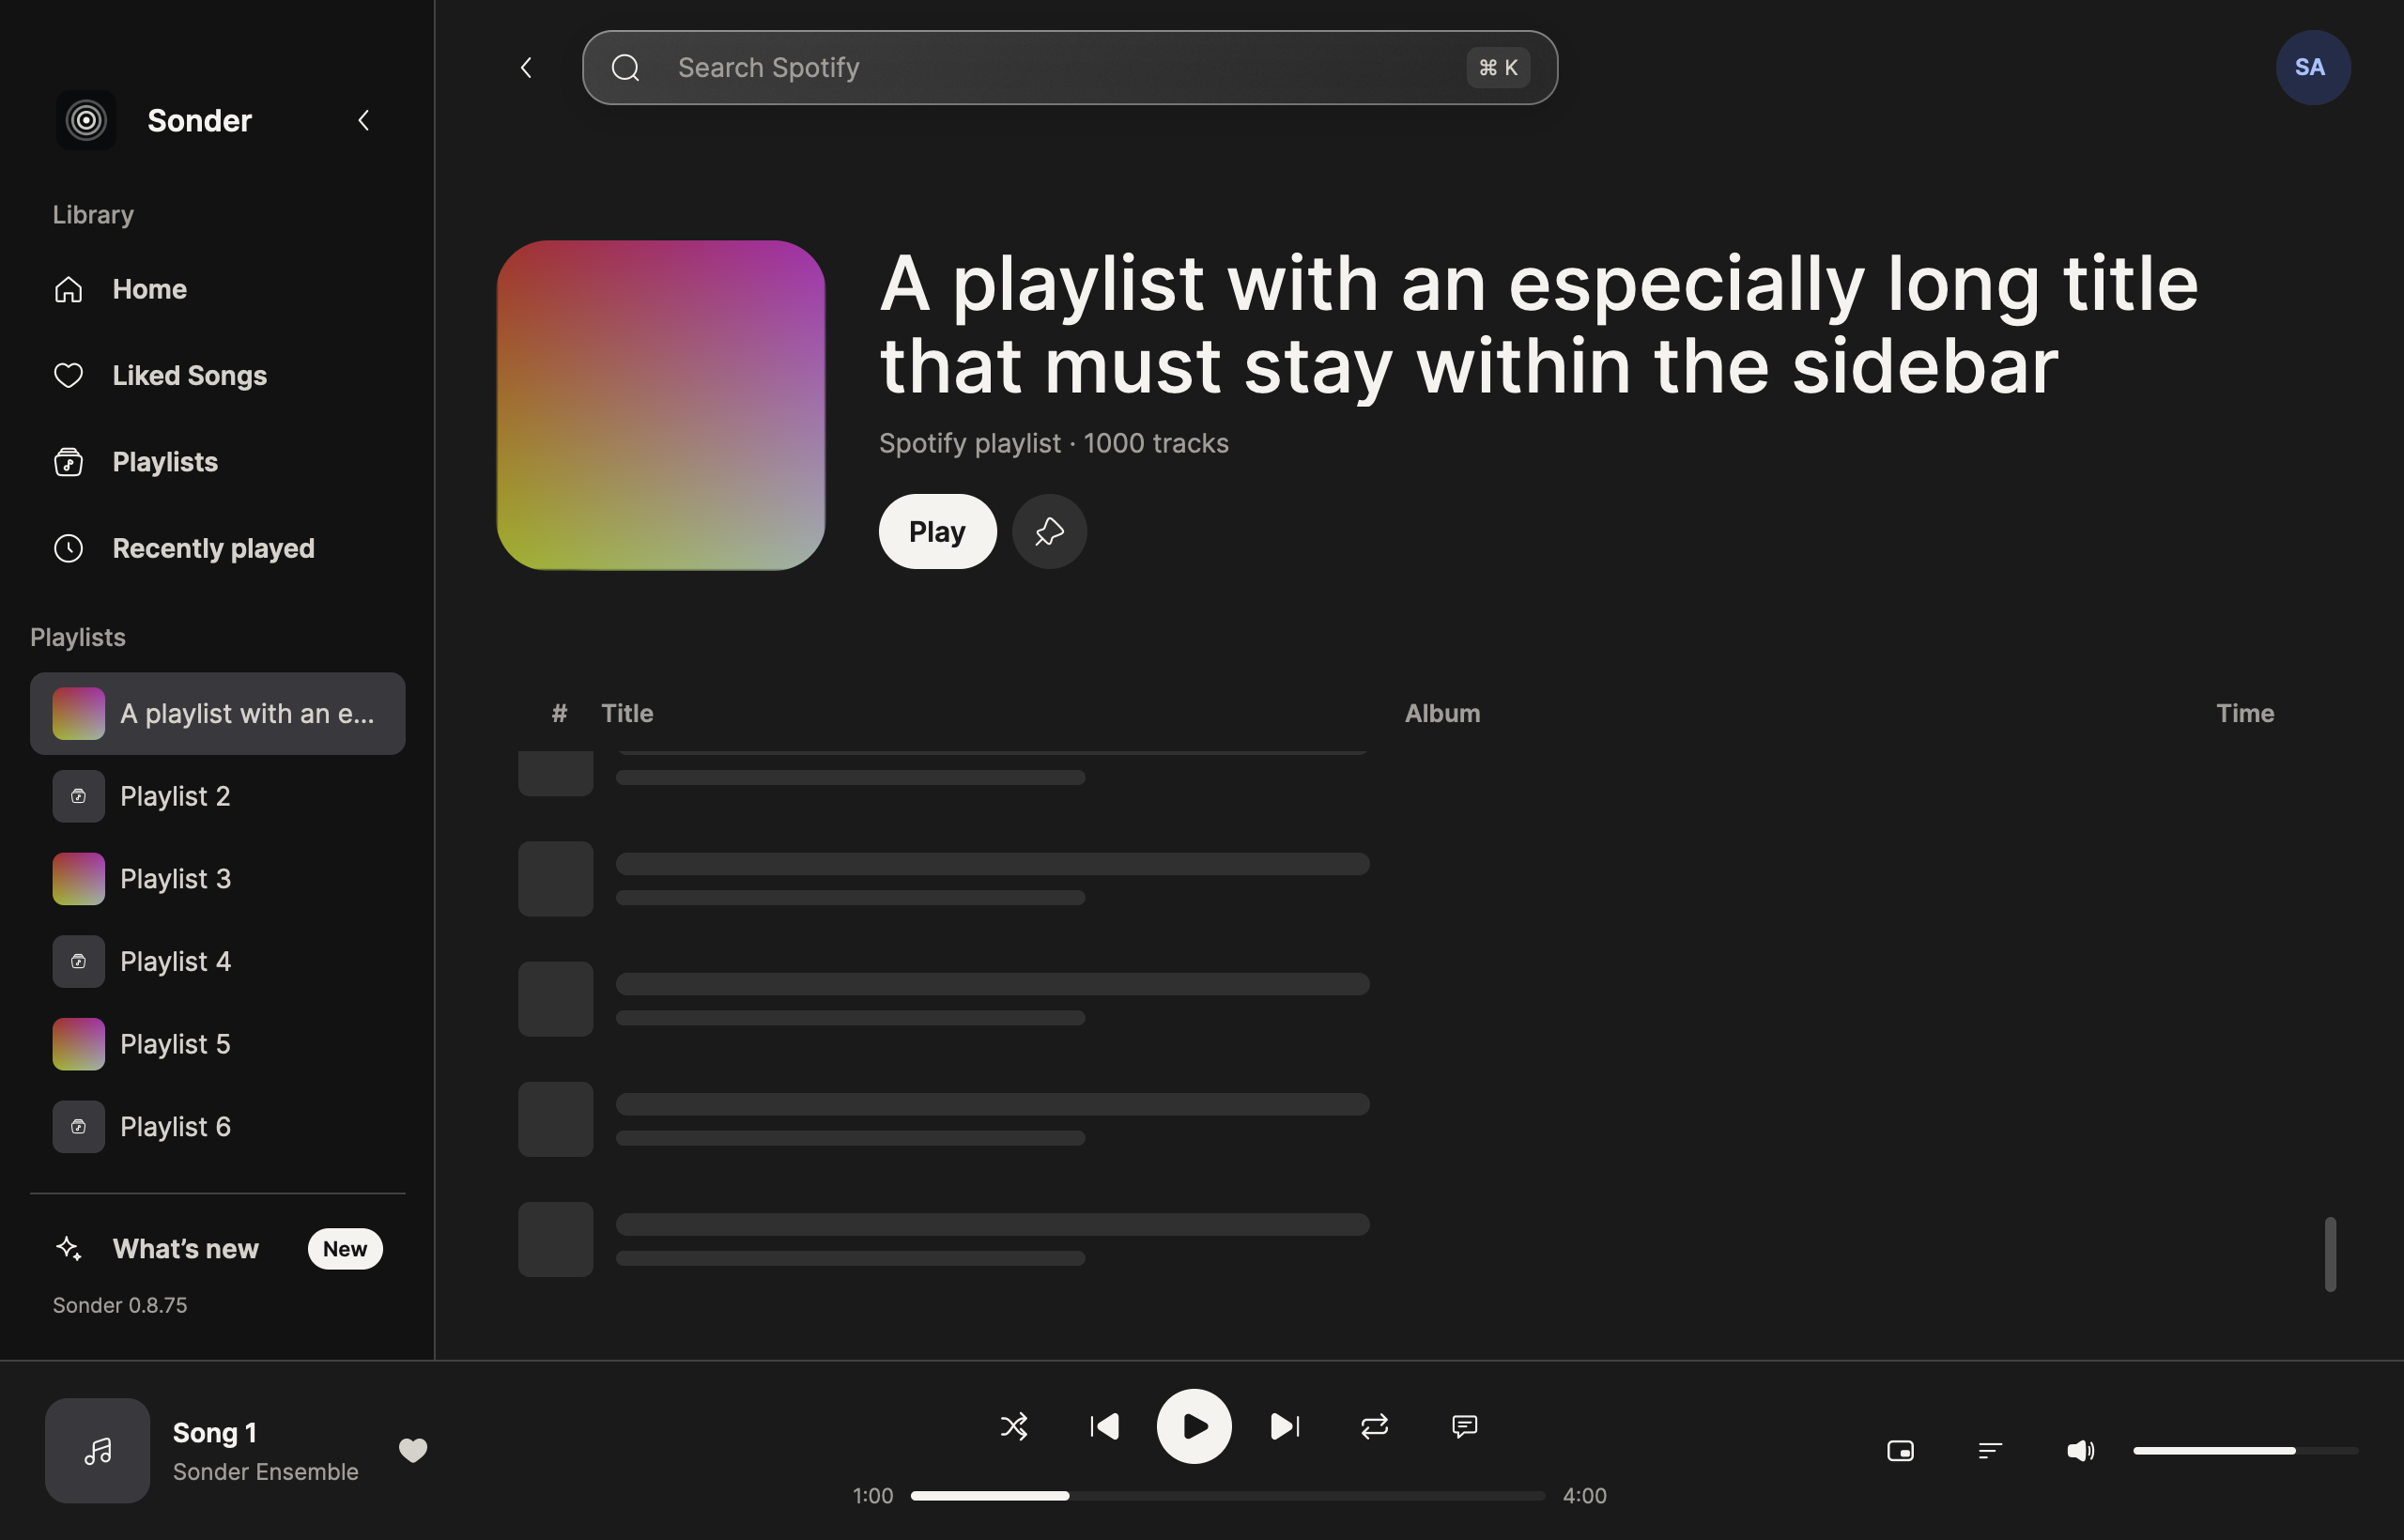 Search Spotify
⌘ K
SA
Sonder
Library
Home
Liked Songs
Playlists
Recently played
Playlists
A playlist with an e...
Playlist 2
Playlist 3
Playlist 4
Playlist 5
Playlist 6
What's new
New
Sonder 0.8.75
A playlist with an especially long title
that must stay within the sidebar
Spotify playlist · 1000 tracks
Play
# Title Album Time
Song 1
Sonder Ensemble
1:00
4:00